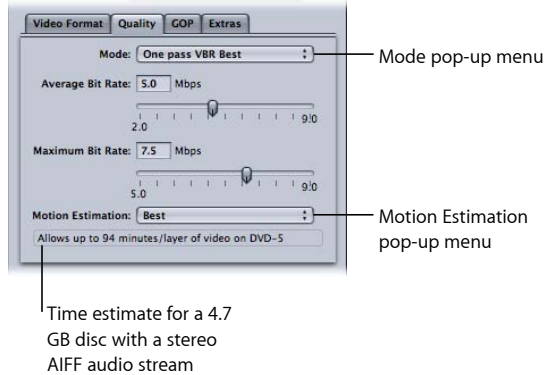 Video Format Quality GOP Extras
Mode: One pass VBR Best
Mode pop-up menu
Average Bit Rate: 5.0 Mbps
2.0 9.0
Maximum Bit Rate: 7.5 Mbps
5.0 9.0
Motion Estimation: Best
Motion Estimation
pop-up menu
Allows up to 94 minutes/layer of video on DVD-5
Time estimate for a 4.7
GB disc with a stereo
AIFF audio stream